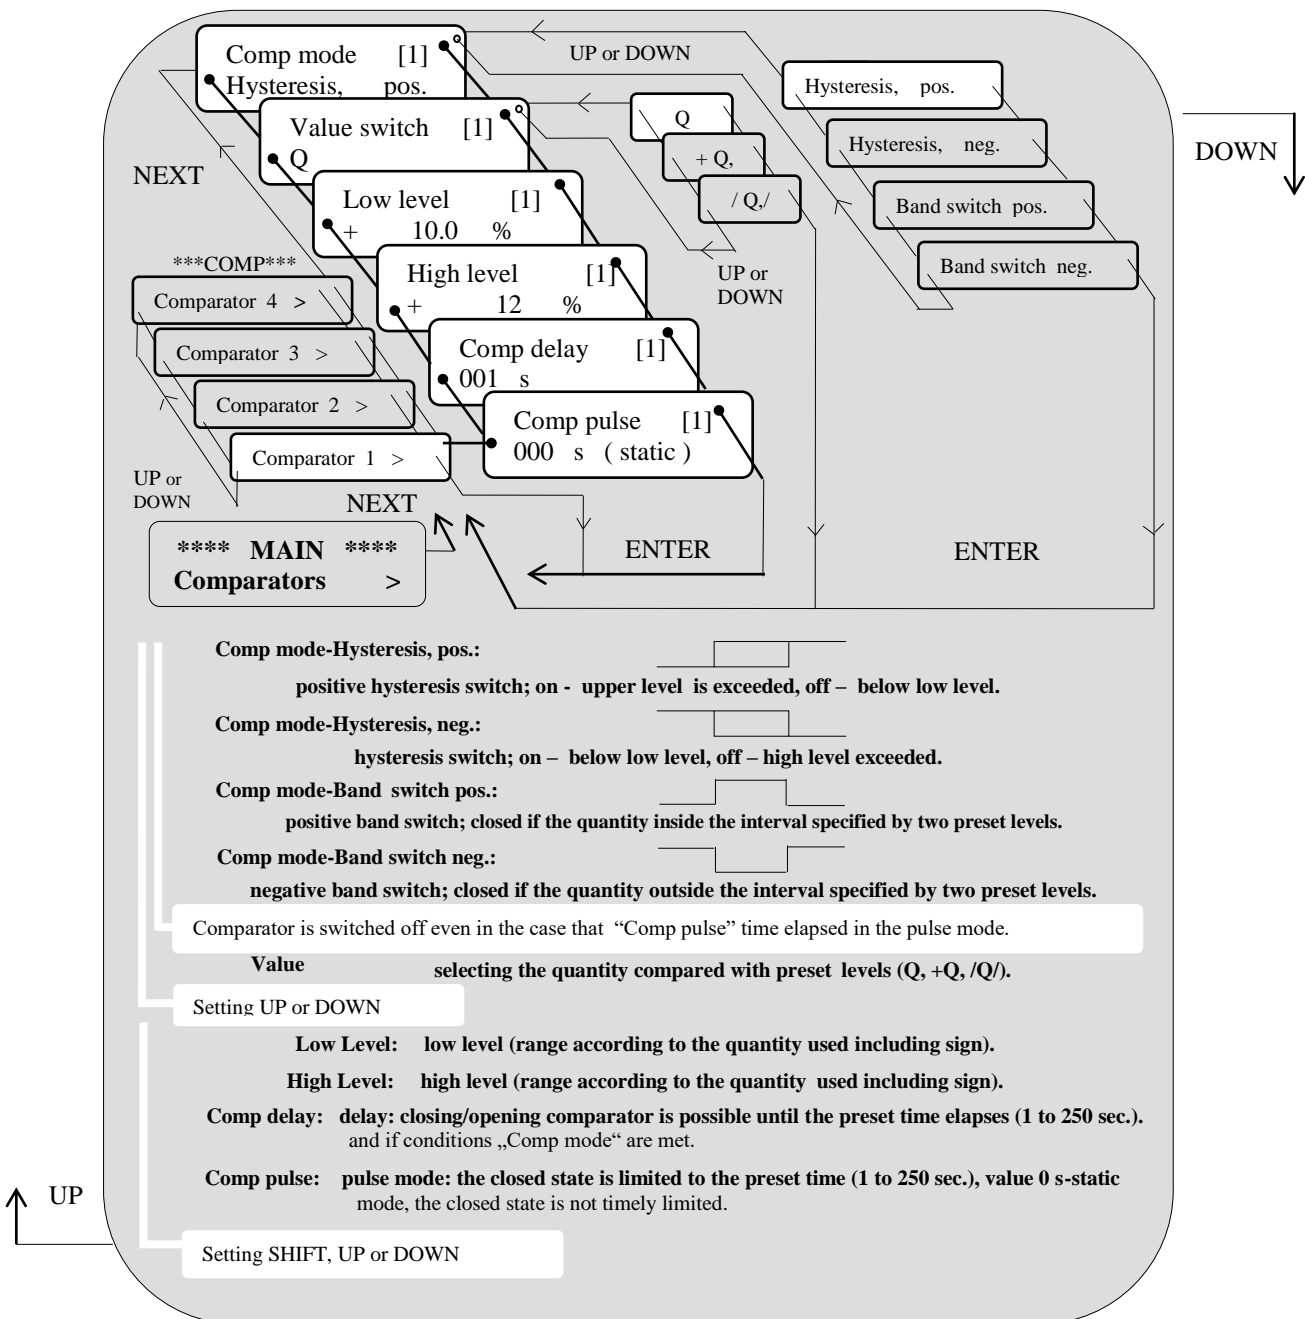 Comp mode [1]
Hysteresis, pos.
UP or DOWN
Hysteresis, pos.
Value switch [1]
Q
Q
Hysteresis, neg.
DOWN
+ Q,
NEXT
Low level [1]
+ 10.0 %
/ Q,/
Band switch pos.
***COMP***
High level [1]
+ 12 %
UP or
DOWN
Band switch neg.
Comparator 4 >
Comparator 3 >
Comp delay [1]
001 s
Comparator 2 >
Comp pulse [1]
000 s ( static )
Comparator 1 >
UP or
DOWN
NEXT
**** MAIN ****
Comparators >
ENTER
ENTER
Comp mode-Hysteresis, pos.:
positive hysteresis switch; on - upper level is exceeded, off – below low level.
Comp mode-Hysteresis, neg.:
hysteresis switch; on – below low level, off – high level exceeded.
Comp mode-Band switch pos.:
positive band switch; closed if the quantity inside the interval specified by two preset levels.
Comp mode-Band switch neg.:
negative band switch; closed if the quantity outside the interval specified by two preset levels.
Comparator is switched off even in the case that “Comp pulse” time elapsed in the pulse mode.
Value selecting the quantity compared with preset levels (Q, +Q, /Q/).
Setting UP or DOWN
Low Level: low level (range according to the quantity used including sign).
High Level: high level (range according to the quantity used including sign).
Comp delay: delay: closing/opening comparator is possible until the preset time elapses (1 to 250 sec.).
and if conditions „Comp mode“ are met.
Comp pulse: pulse mode: the closed state is limited to the preset time (1 to 250 sec.), value 0 s-static
mode, the closed state is not timely limited.
UP
Setting SHIFT, UP or DOWN